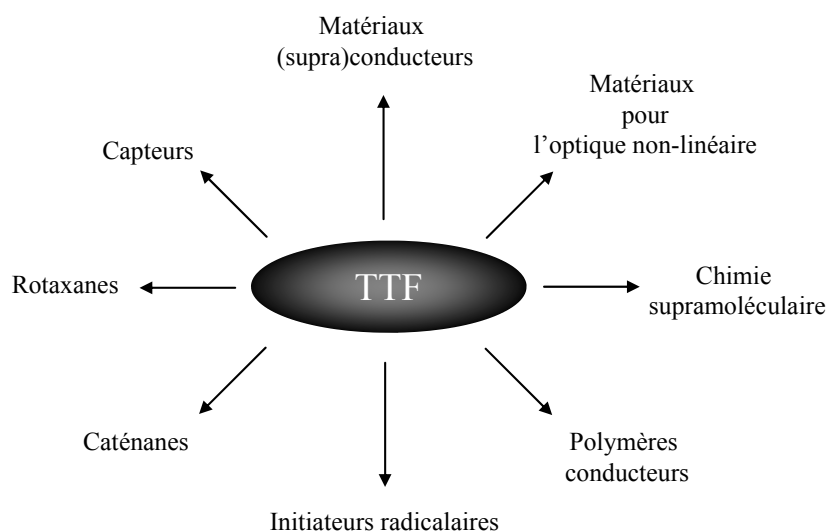 Matériaux
(supra)conducteurs
Matériaux
pour
l'optique non-linéaire
Capteurs
Rotaxanes
TTF
Chimie
supramoléculaire
Caténanes
Polymères
conducteurs
Initiateurs radicalaires